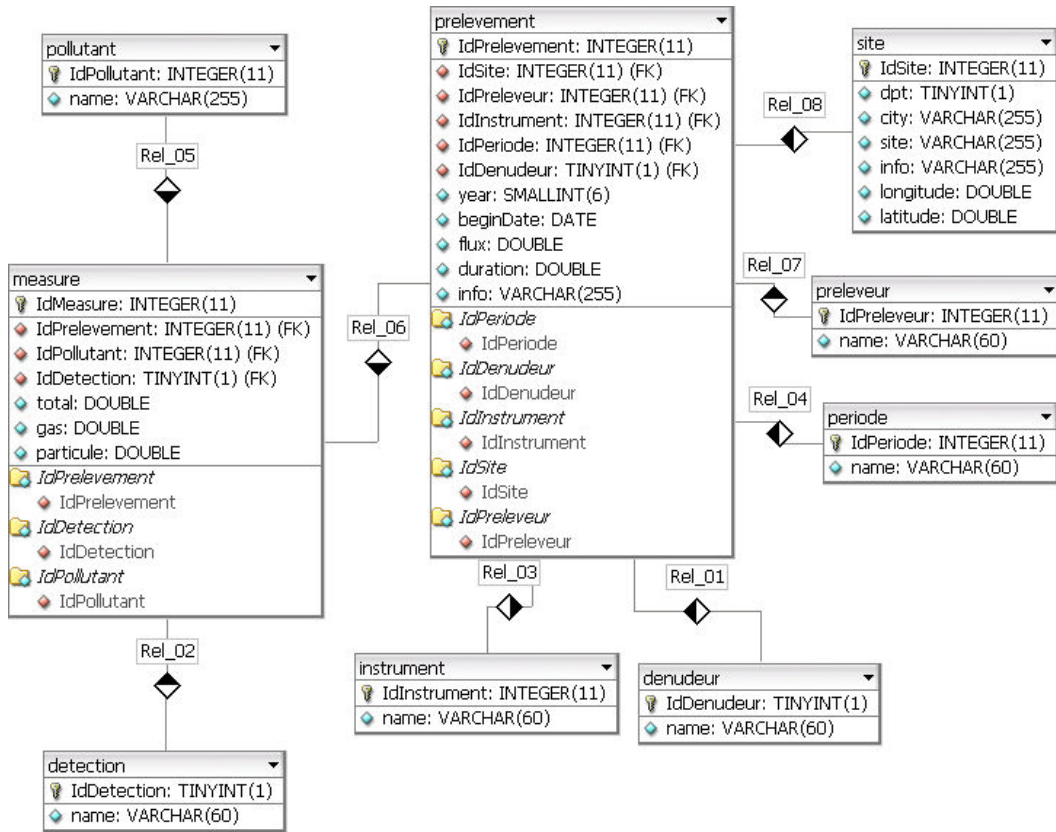 pollutant
IdPollutant: INTEGER(11)
name: VARCHAR(255)
Rel_05
measure
IdMeasure: INTEGER(11)
IdPrelevement: INTEGER(11) (FK)
IdPollutant: INTEGER(11) (FK)
IdDetection: TINYINT(1) (FK)
total: DOUBLE
gas: DOUBLE
particule: DOUBLE
IdPrelevement
IdPrelevement
IdDetection
IdDetection
IdPollutant
IdPollutant
Rel_02
detection
IdDetection: TINYINT(1)
name: VARCHAR(60)
Rel_06
prelevement
IdPrelevement: INTEGER(11)
IdSite: INTEGER(11) (FK)
IdPreleveur: INTEGER(11) (FK)
IdInstrument: INTEGER(11) (FK)
IdPeriode: INTEGER(11) (FK)
IdDenudeur: TINYINT(1) (FK)
year: SMALLINT(6)
beginDate: DATE
flux: DOUBLE
duration: DOUBLE
info: VARCHAR(255)
IdPeriode
IdPeriode
IdDenudeur
IdDenudeur
IdInstrument
IdInstrument
IdSite
IdSite
IdPreleveur
IdPreleveur
Rel_03
instrument
IdInstrument: INTEGER(11)
name: VARCHAR(60)
Rel_01
denudeur
IdDenudeur: TINYINT(1)
name: VARCHAR(60)
Rel_08
site
IdSite: INTEGER(11)
dpt: TINYINT(1)
city: VARCHAR(255)
site: VARCHAR(255)
info: VARCHAR(255)
longitude: DOUBLE
latitude: DOUBLE
Rel_07
preleveur
IdPreleveur: INTEGER(11)
name: VARCHAR(60)
Rel_04
periode
IdPeriode: INTEGER(11)
name: VARCHAR(60)